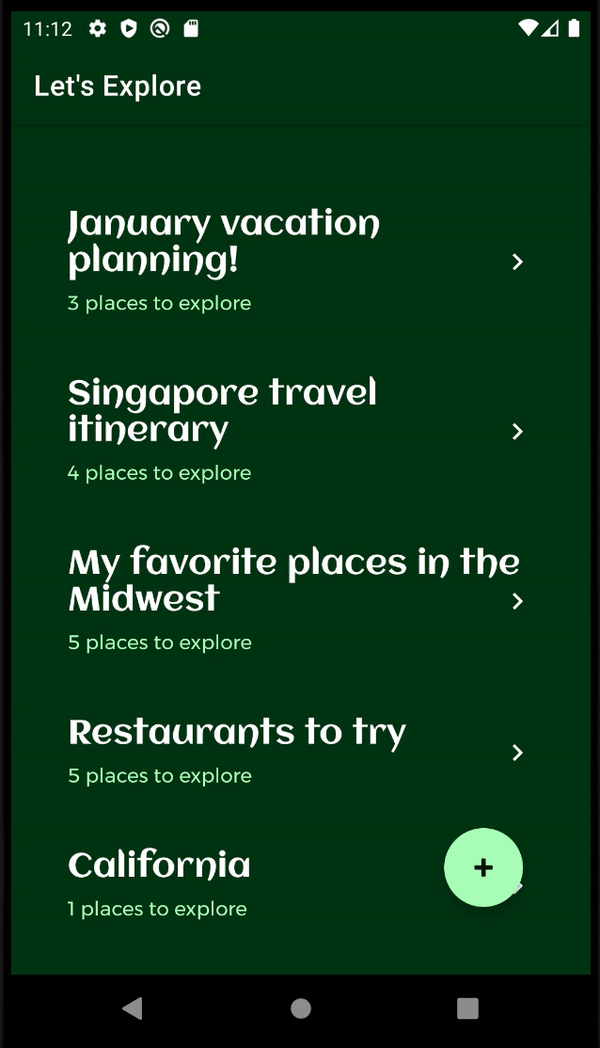 11:12
Let's Explore
January vacation
planning!
3 places to explore
Singapore travel
itinerary
4 places to explore
My favorite places in the
Midwest
5 places to explore
Restaurants to try
5 places to explore
California
+
1 places to explore